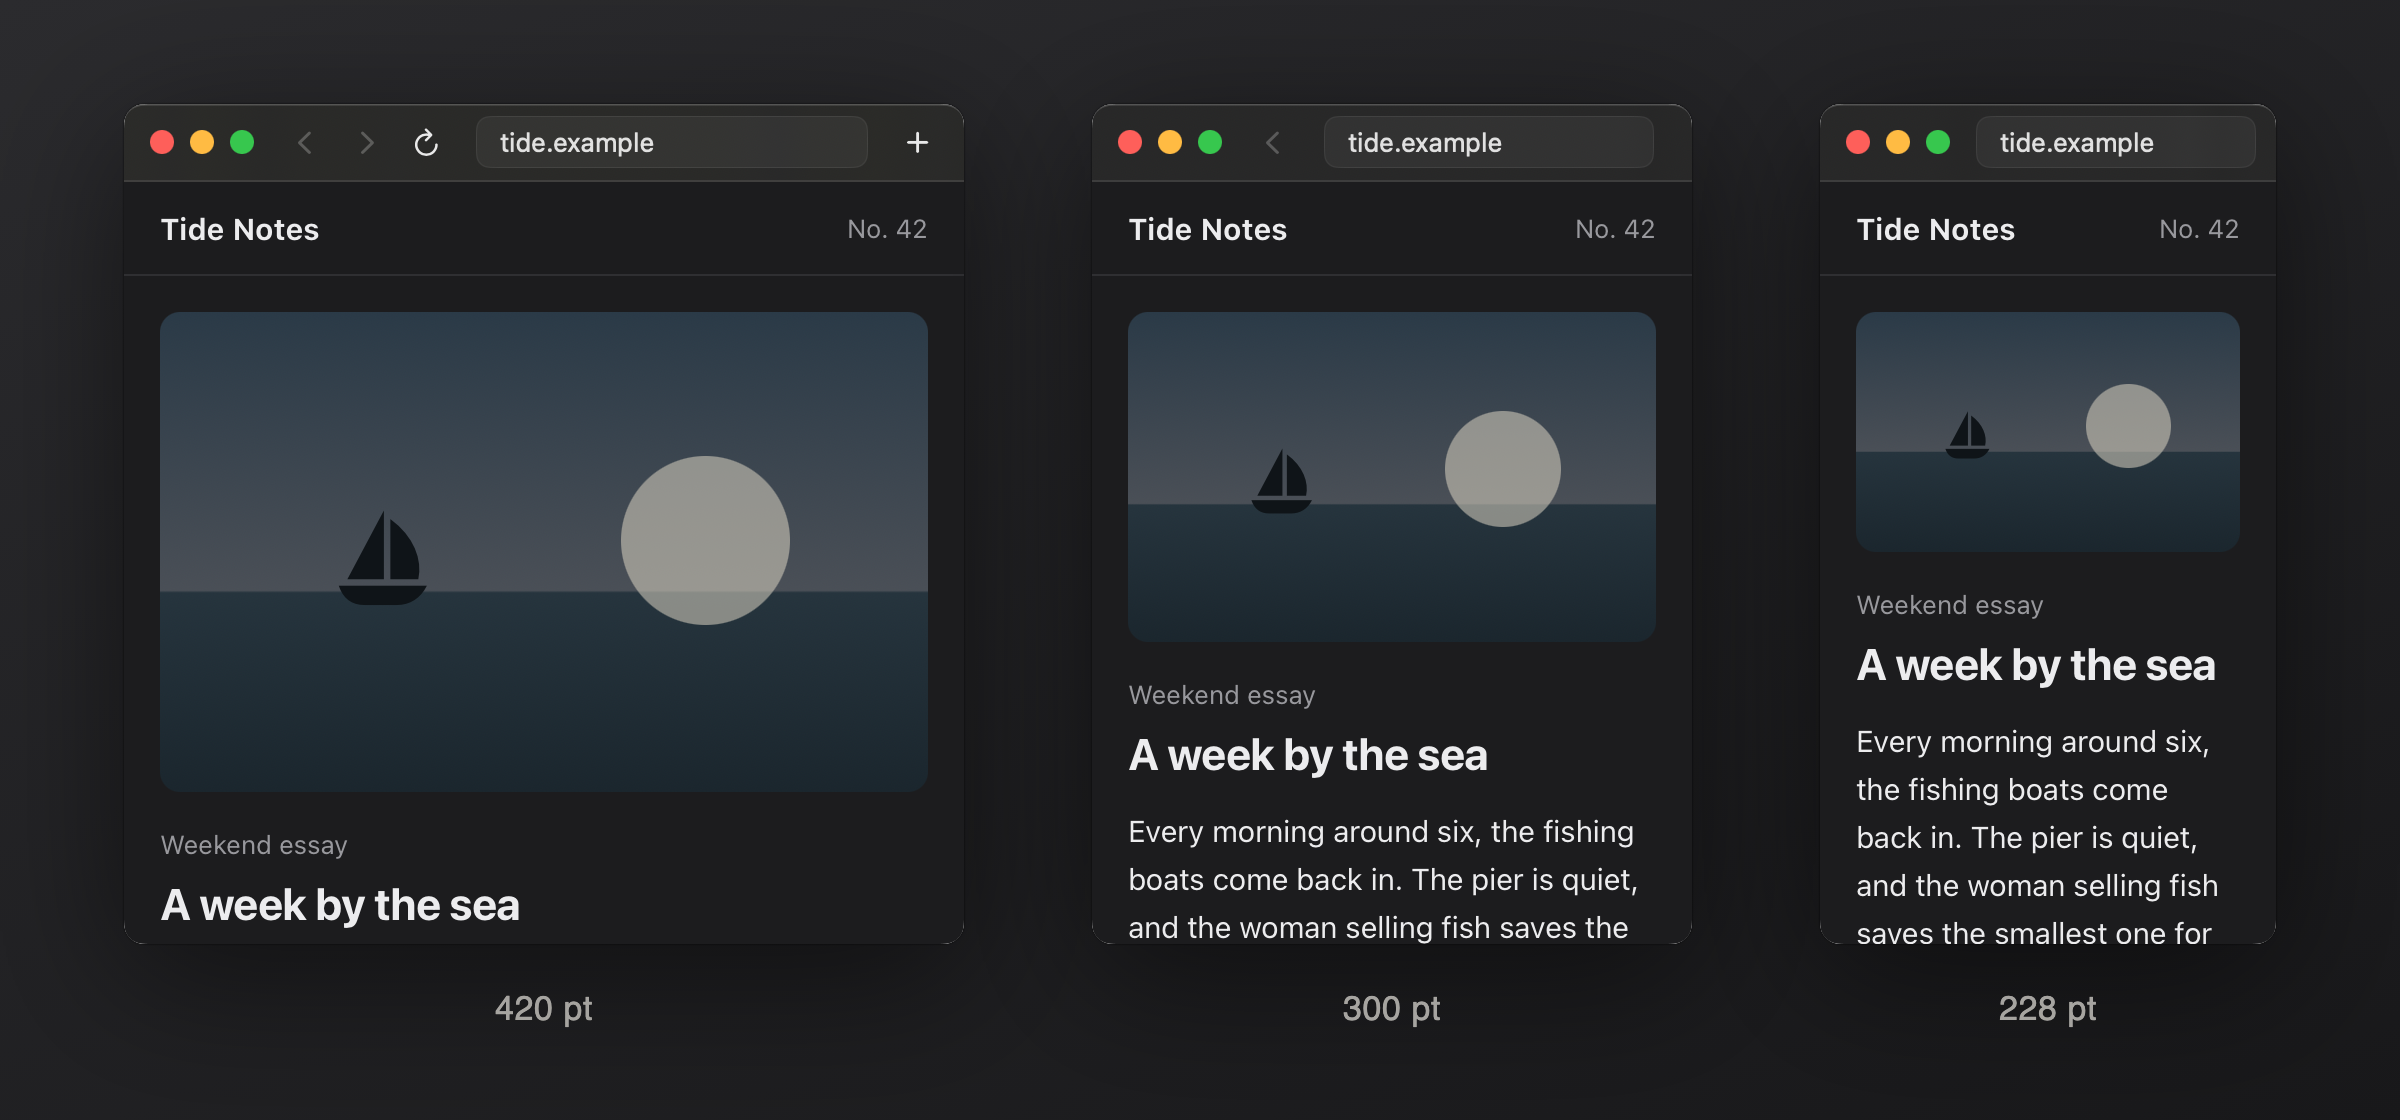 tide.example
Tide Notes
No. 42
Weekend essay
A week by the sea
420 pt
tide.example
Tide Notes
No. 42
Weekend essay
A week by the sea
Every morning around six, the fishing
boats come back in. The pier is quiet,
and the woman selling fish saves the
300 pt
tide.example
Tide Notes
No. 42
Weekend essay
A week by the sea
Every morning around six,
the fishing boats come
back in. The pier is quiet,
and the woman selling fish
saves the smallest one for
228 pt